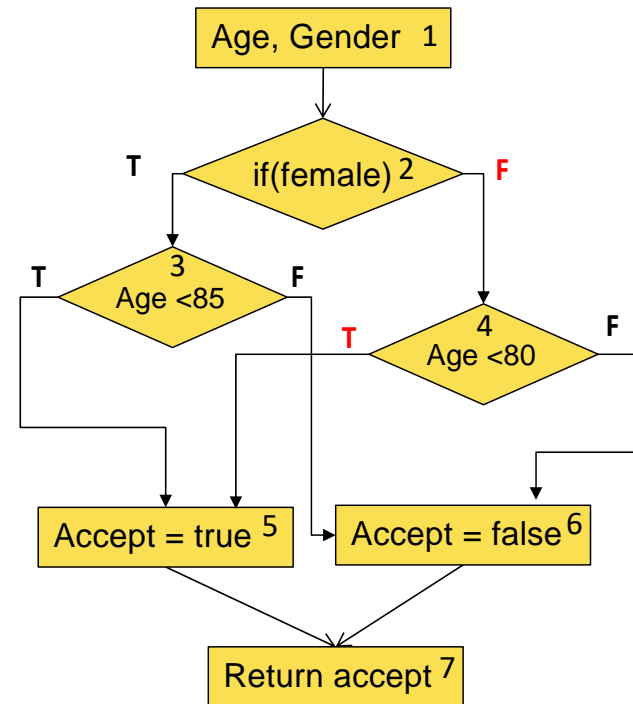 Age, Gender 1
if(female) 2
T
F
3
Age <85
T
F
4
Age <80
T
F
Accept = true 5
Accept = false 6
Return accept 7